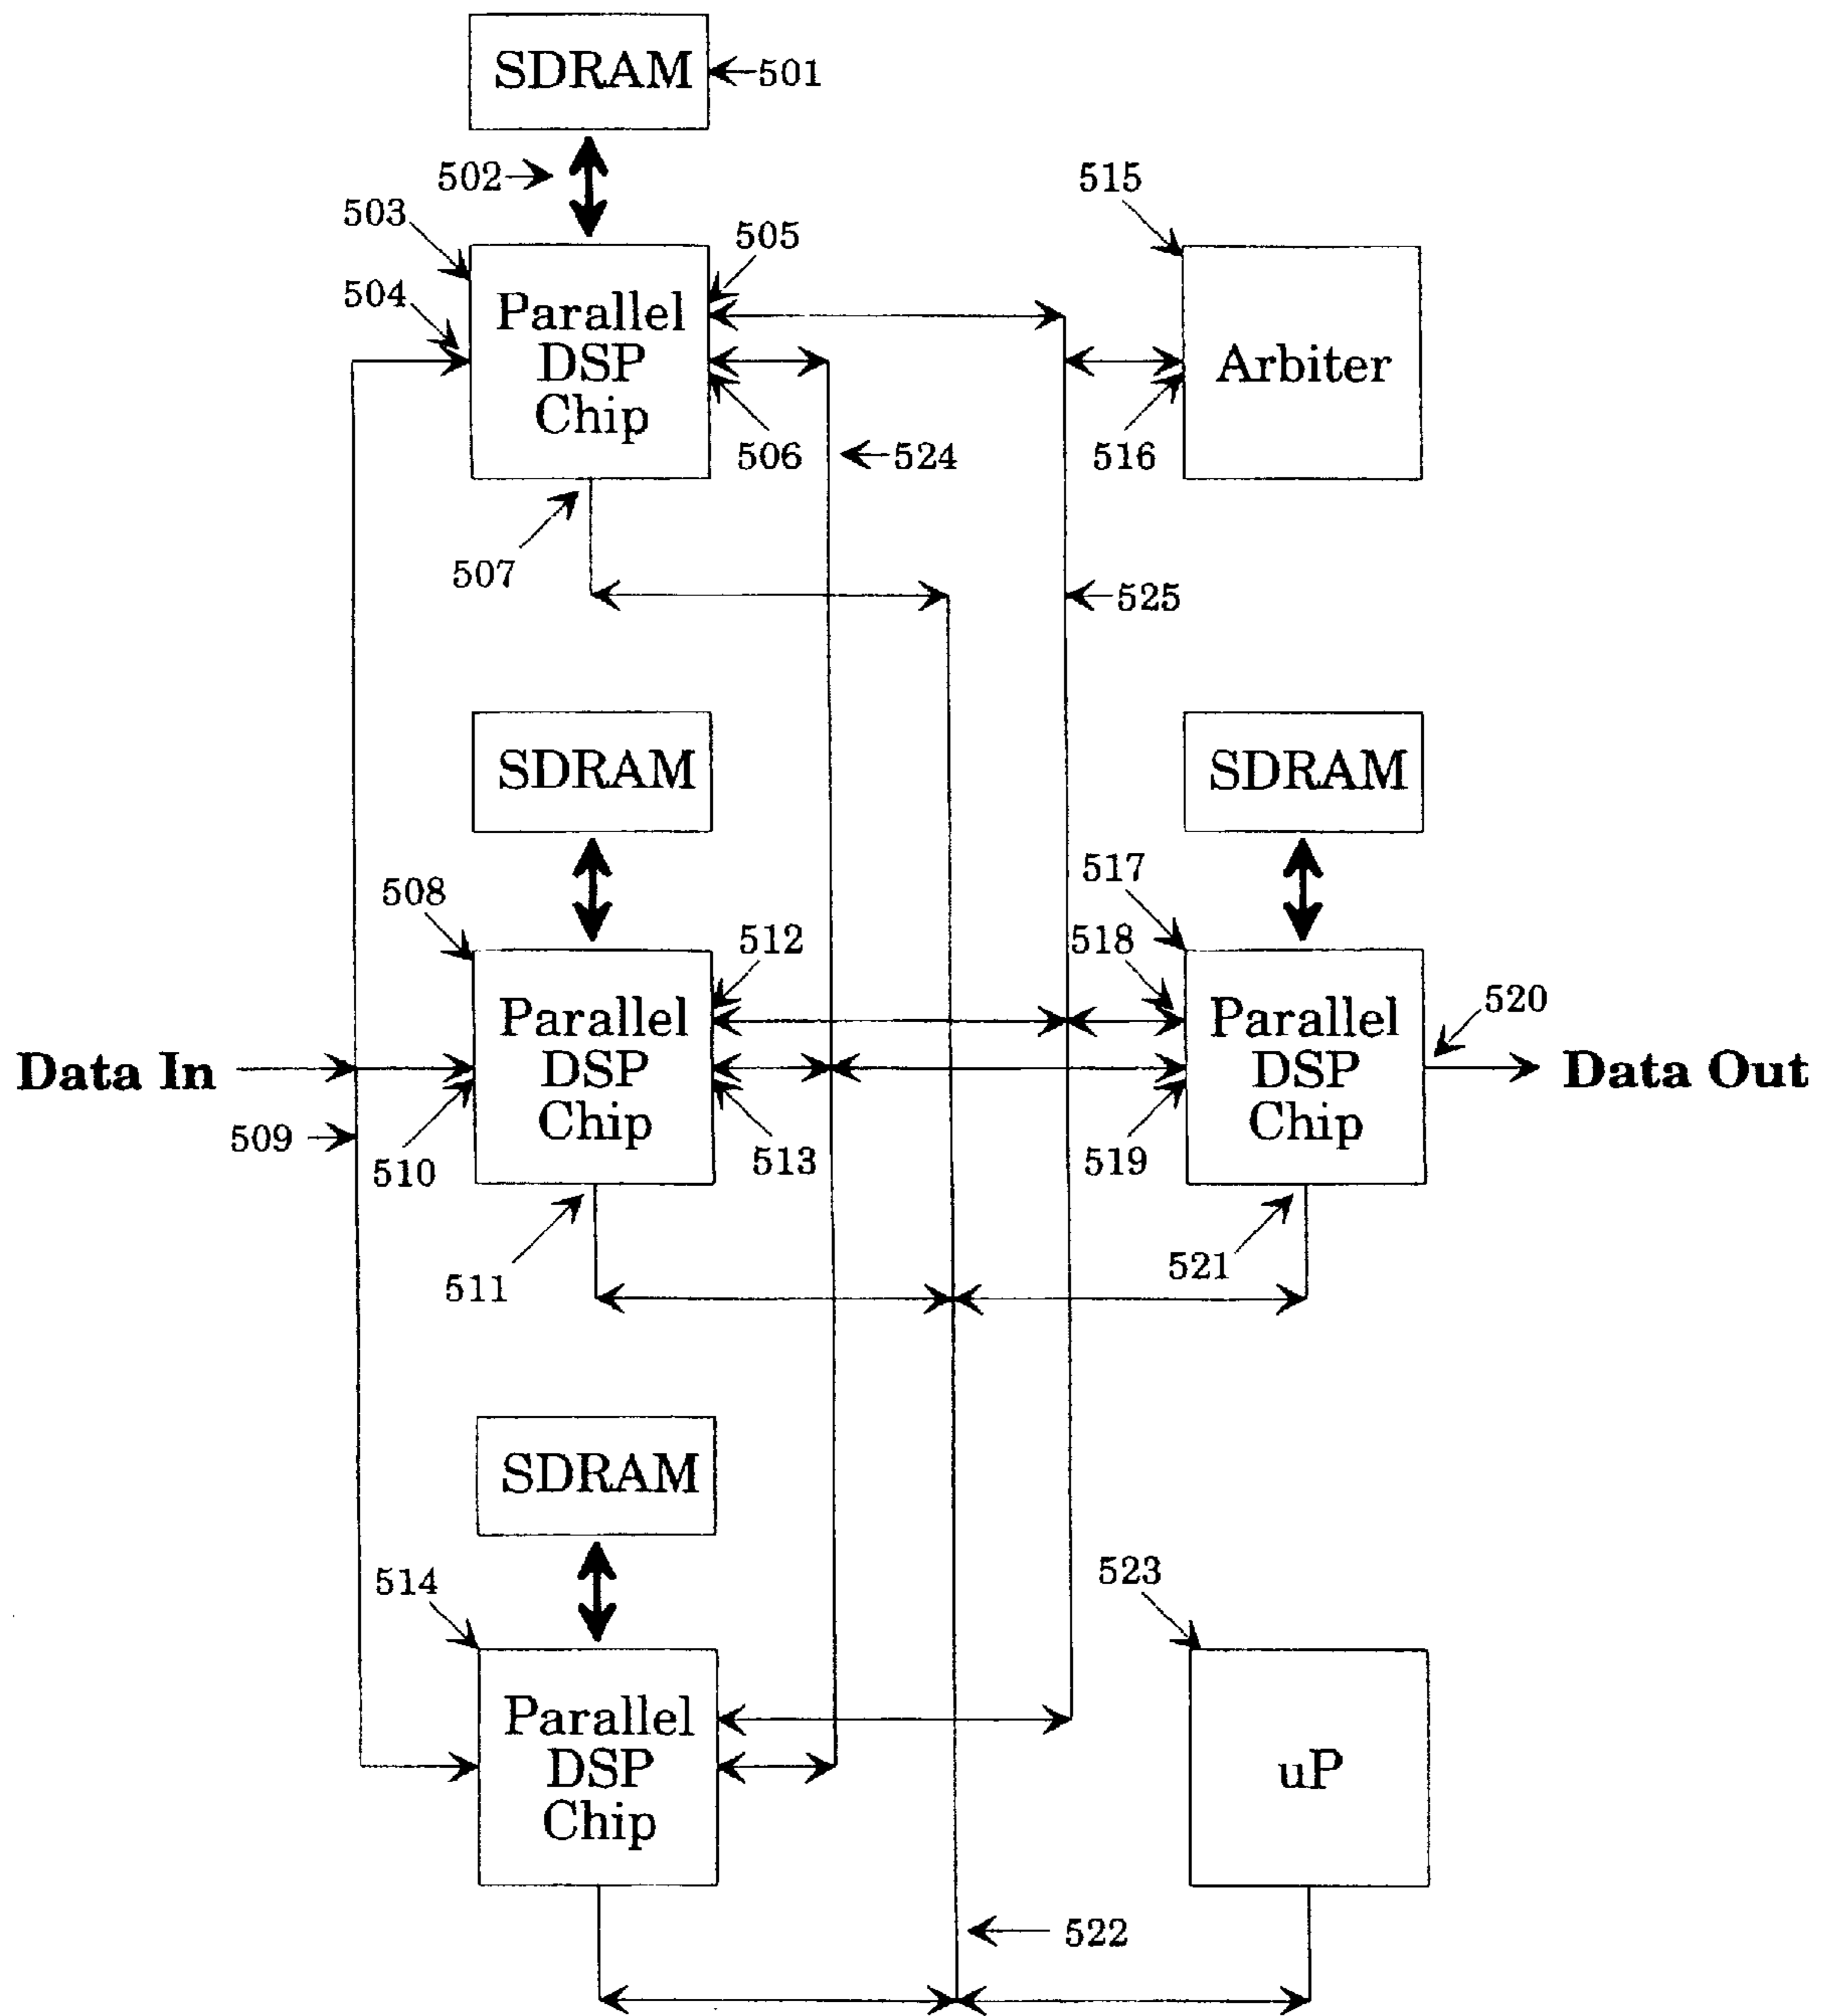 SDRAM
501
502
515
503
505
504
Parallel
DSP
Chip
Arbiter
506
524
516
507
525
SDRAM
SDRAM
508
517
512
518
Parallel
DSP
Chip
Parallel
DSP
Chip
520
Data In
Data Out
509
510
513
519
511
521
SDRAM
514
523
Parallel
DSP
Chip
uP
522